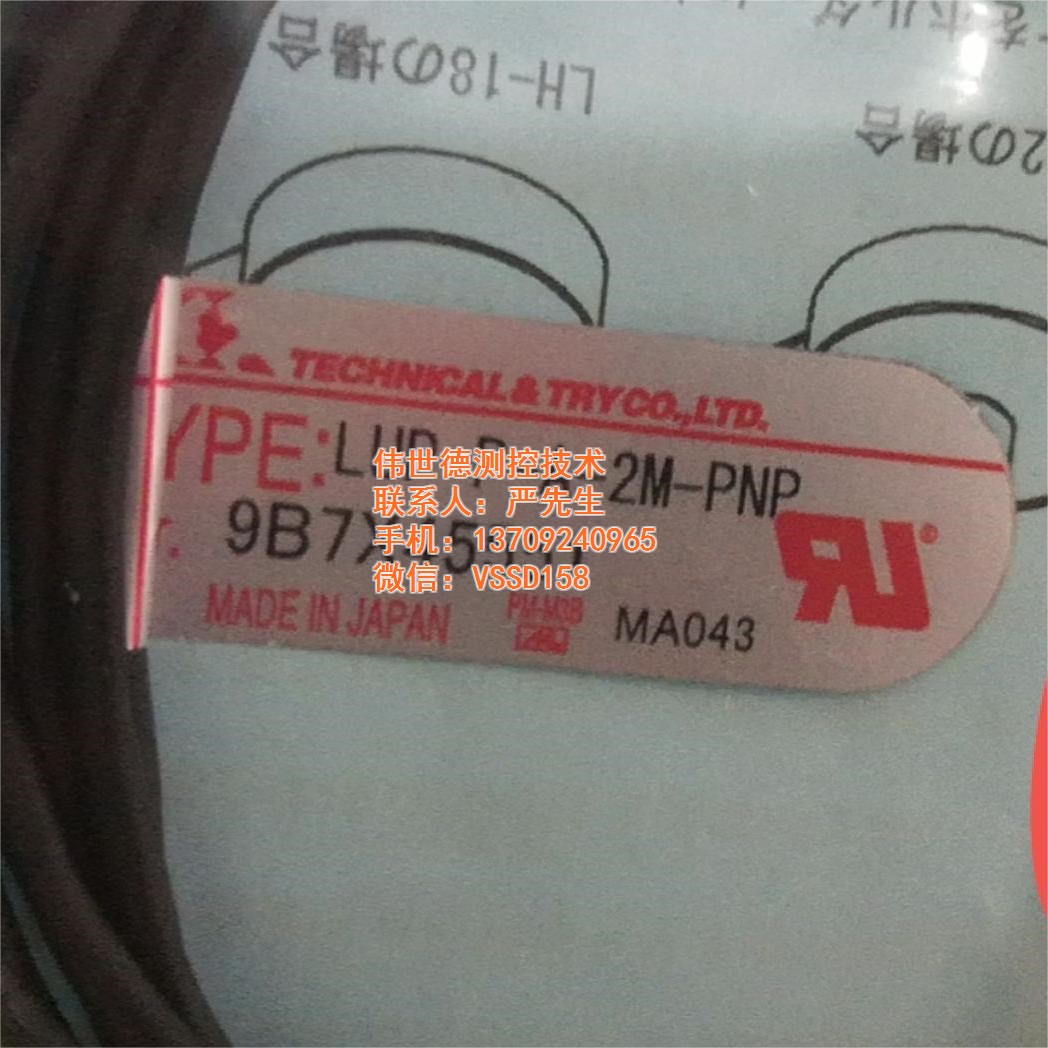 LH-18の場合
2の場合
TECHNICAL & TRY CO., LTD.
YPE: -2M-PNP
伟世德测控技术
联系人：严先生
手机：13709240965
微信：VSSD158
MADE IN JAPAN
MA043